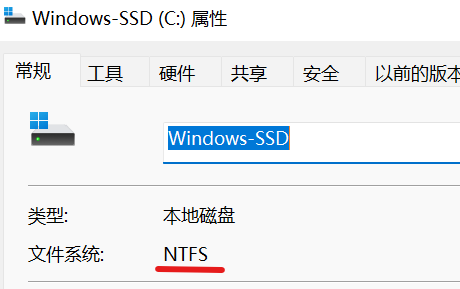 Windows-SSD (C:) 属性
常规 工具 硬件 共享 安全 以前的版本
Windows-SSD
类型: 本地磁盘
文件系统: NTFS